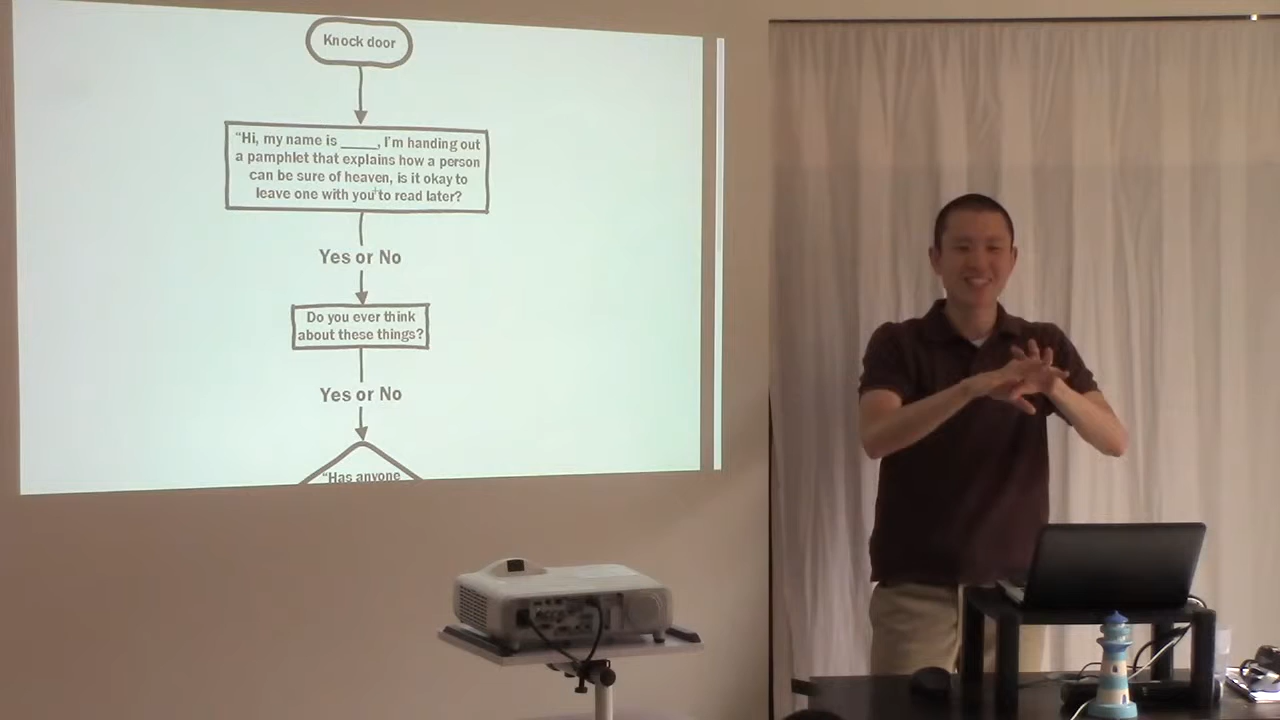 Knock door
“Hi, my name is _____, I'm handing out
a pamphlet that explains how a person
can be sure of heaven, is it okay to
leave one with you to read later?
Yes or No
Do you ever think
about these things?
Yes or No
“Has anyone